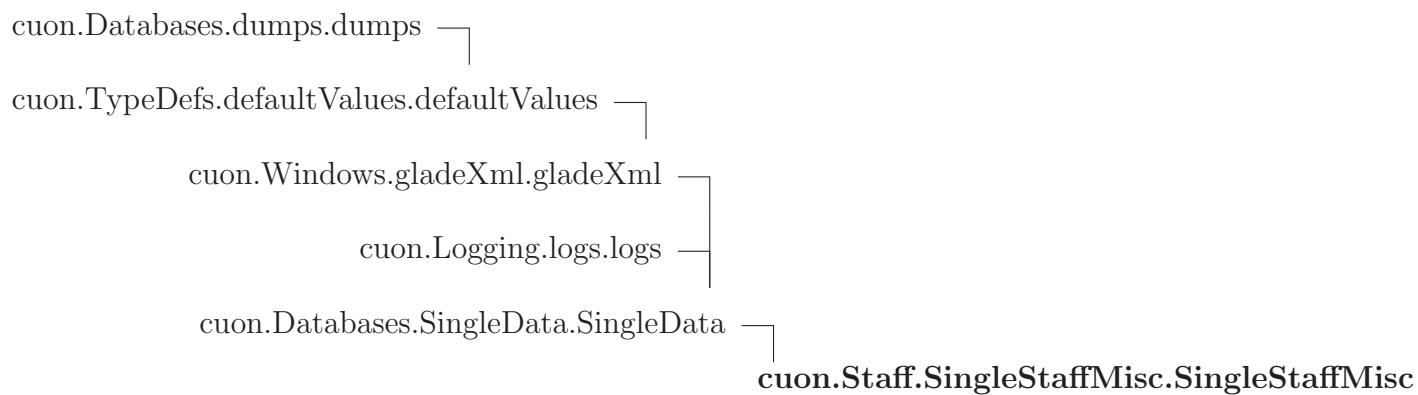 cuon.Databases.dumps.dumps
cuon.TypeDefs.defaultValues.defaultValues
cuon.Windows.gladeXml.gladeXml
cuon.Logging.logs.logs
cuon.Databases.SingleData.SingleData
cuon.Staff.SingleStaffMisc.SingleStaffMisc